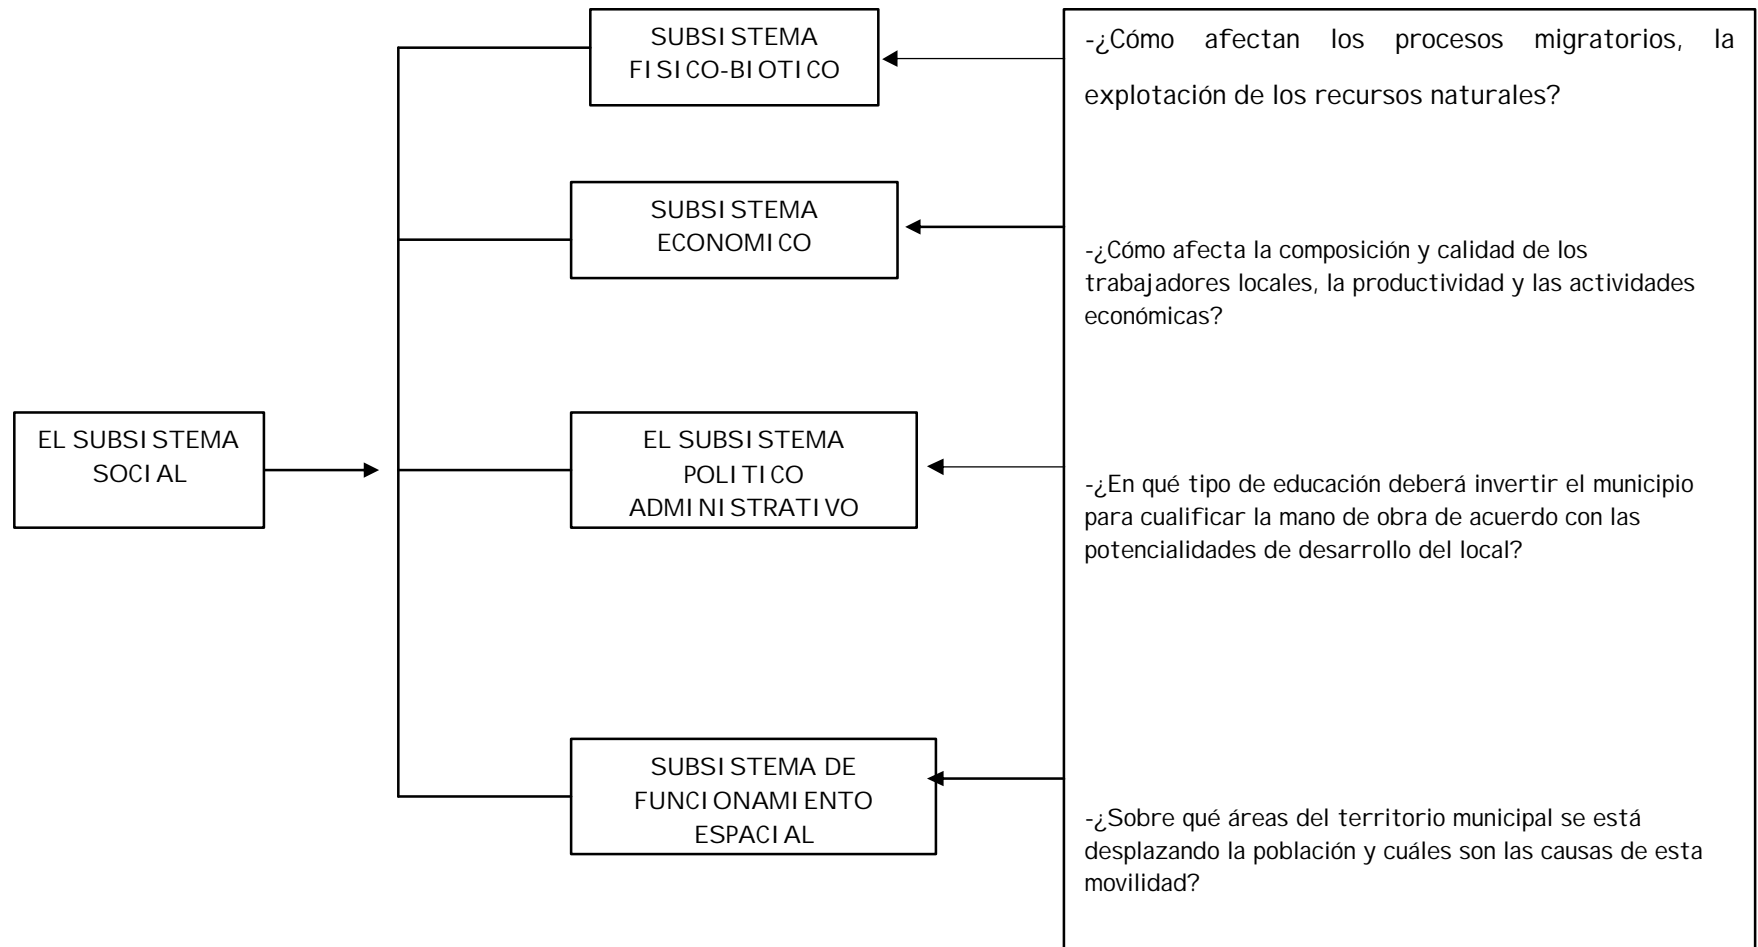 SUBSISTEMA
FISICO-BIOTICO
-¿Cómo afectan los procesos migratorios, la
explotación de los recursos naturales?
SUBSISTEMA
ECONOMICO
-¿Cómo afecta la composición y calidad de los
trabajadores locales, la productividad y las actividades
económicas?
EL SUBSISTEMA
SOCIAL
EL SUBSISTEMA
POLITICO
ADMINISTRATIVO
-¿En qué tipo de educación deberá invertir el municipio
para cualificar la mano de obra de acuerdo con las
potencialidades de desarrollo del local?
SUBSISTEMA DE
FUNCIONAMIENTO
ESPACIAL
-¿Sobre qué áreas del territorio municipal se está
desplazando la población y cuáles son las causas de esta
movilidad?